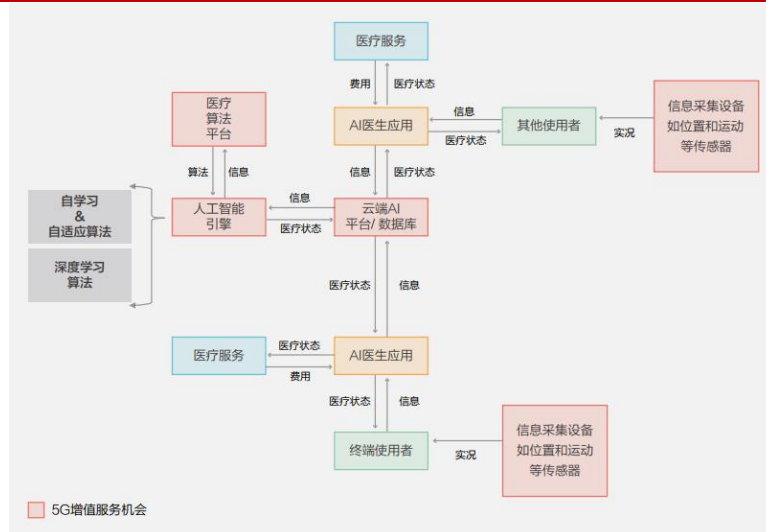 医疗服务
费用
医疗状态
医疗
算法
平台
AI医生应用
信息
医疗状态
其他使用者
实况
信息采集设备
如位置和运动
等传感器
算法
信息
信息
医疗状态
自学习
&
自适应算法
人工智能
引擎
信息
医疗状态
云端AI
平台/ 数据库
深度学习
算法
医疗状态
信息
医疗服务
医疗状态
费用
AI医生应用
医疗状态
信息
终端使用者
实况
信息采集设备
如位置和运动
等传感器
5G增值服务机会